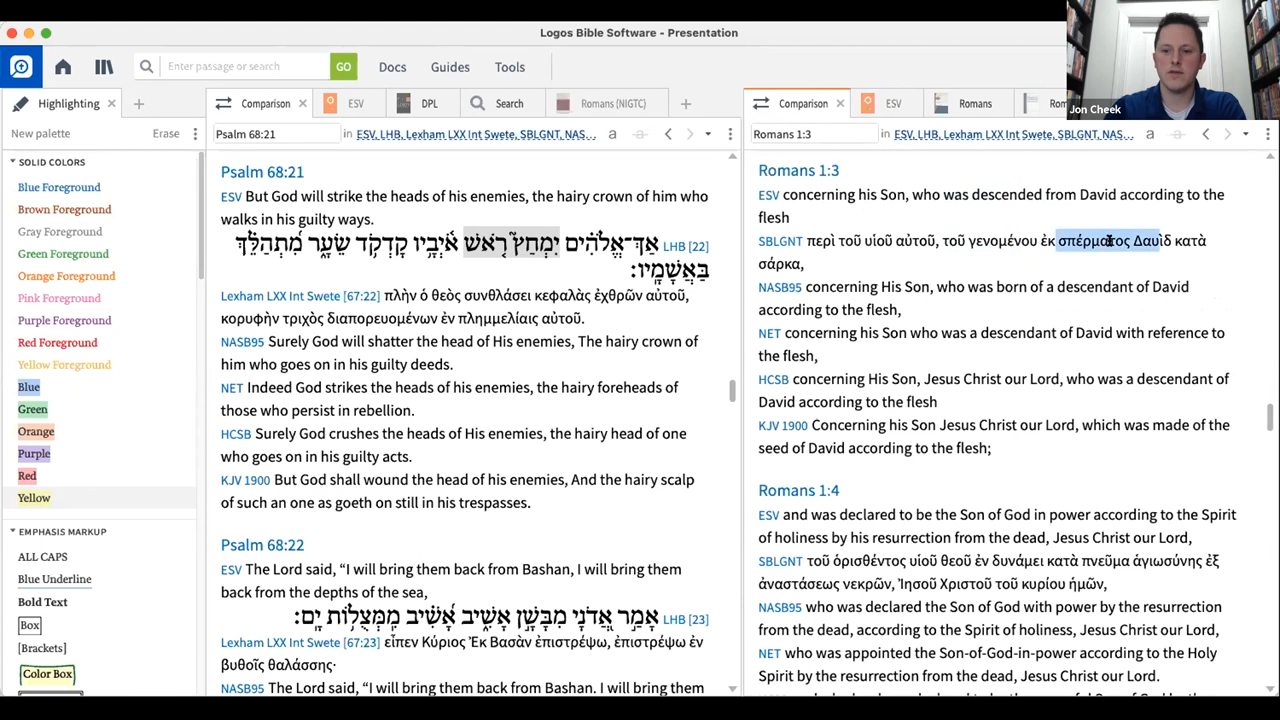 Logos Bible Software - Presentation
Enter passage or search
GO
Docs
Guides
Tools
Jon Cheek
Highlighting
Comparison
ESV
DPL
Search
Romans (NIGTC)
Comparison
ESV
Romans
New palette
Erase
Psalm 68:21
in
ESV, LHB, Lexham LXX Int Swete, SBLGNT, NAS...
a
a
Romans 1:3
in
ESV, LHB, Lexham LXX Int Swete, SBLGNT, NAS...
a
a
SOLID COLORS
Blue Foreground
Brown Foreground
Gray Foreground
Green Foreground
Orange Foreground
Pink Foreground
Purple Foreground
Red Foreground
Yellow Foreground
Blue
Green
Orange
Purple
Red
Yellow
EMPHASIS MARKUP
ALL CAPS
Blue Underline
Bold Text
Box
[Brackets]
Color Box
Psalm 68:21
ESV But God will strike the heads of his enemies, the hairy crown of him who
walks in his guilty ways.
LHB [22] אַךְ־אֱלֹהִ֗ים יִמְחַץ֮ רֹ֤אשׁ אֹ֫יְבָ֥יו קָדְקֹ֥ד שֵׂעָ֑ר מִ֝תְהַלֵּ֗ךְ
בַּאֲשָׁמָֽיו׃
Lexham LXX Int Swete [67:22] πλὴν ὁ θεὸς συνθλάσει κεφαλὰς ἐχθρῶν αὐτοῦ,
κορυφὴν τριχὸς διαπορευομένων ἐν πλημμελίαις αὐτοῦ.
NASB95 Surely God will shatter the head of His enemies, The hairy crown of
him who goes on in his guilty deeds.
NET Indeed God strikes the heads of his enemies, the hairy foreheads of
those who persist in rebellion.
HCSB Surely God crushes the heads of His enemies, the hairy head of one
who goes on in his guilty acts.
KJV 1900 But God shall wound the head of his enemies, And the hairy scalp
of such an one as goeth on still in his trespasses.
Psalm 68:22
ESV The Lord said, “I will bring them back from Bashan, I will bring them
back from the depths of the sea,
LHB [23] אָמַ֣ר אֲ֭דֹנָי מִבָּשָׁ֣ן אָשִׁ֑יב אָ֝שִׁ֗יב מִֽמְּצֻל֥וֹת יָֽם׃
Lexham LXX Int Swete [67:23] εἶπεν Κύριος Ἐκ Βασὰν ἐπιστρέψω, ἐπιστρέψω ἐν
βυθοῖς θαλάσσης·
NASB95 The Lord said, “I will bring them back from Bashan. I will bring them
Romans 1:3
ESV concerning his Son, who was descended from David according to the
flesh
SBLGNT περὶ τοῦ υἱοῦ αὐτοῦ, τοῦ γενομένου ἐκ σπέρματος Δαυὶδ κατὰ
σάρκα,
NASB95 concerning His Son, who was born of a descendant of David
according to the flesh,
NET concerning his Son who was a descendant of David with reference to
the flesh,
HCSB concerning His Son, Jesus Christ our Lord, who was a descendant of
David according to the flesh
KJV 1900 Concerning his Son Jesus Christ our Lord, which was made of the
seed of David according to the flesh;
Romans 1:4
ESV and was declared to be the Son of God in power according to the Spirit
of holiness by his resurrection from the dead, Jesus Christ our Lord,
SBLGNT τοῦ ὁρισθέντος υἱοῦ θεοῦ ἐν δυνάμει κατὰ πνεῦμα ἁγιωσύνης ἐξ
ἀναστάσεως νεκρῶν, Ἰησοῦ Χριστοῦ τοῦ κυρίου ἡμῶν,
NASB95 who was declared the Son of God with power by the resurrection
from the dead, according to the Spirit of holiness, Jesus Christ our Lord,
NET who was appointed the Son-of-God-in-power according to the Holy
Spirit by the resurrection from the dead, Jesus Christ our Lord.